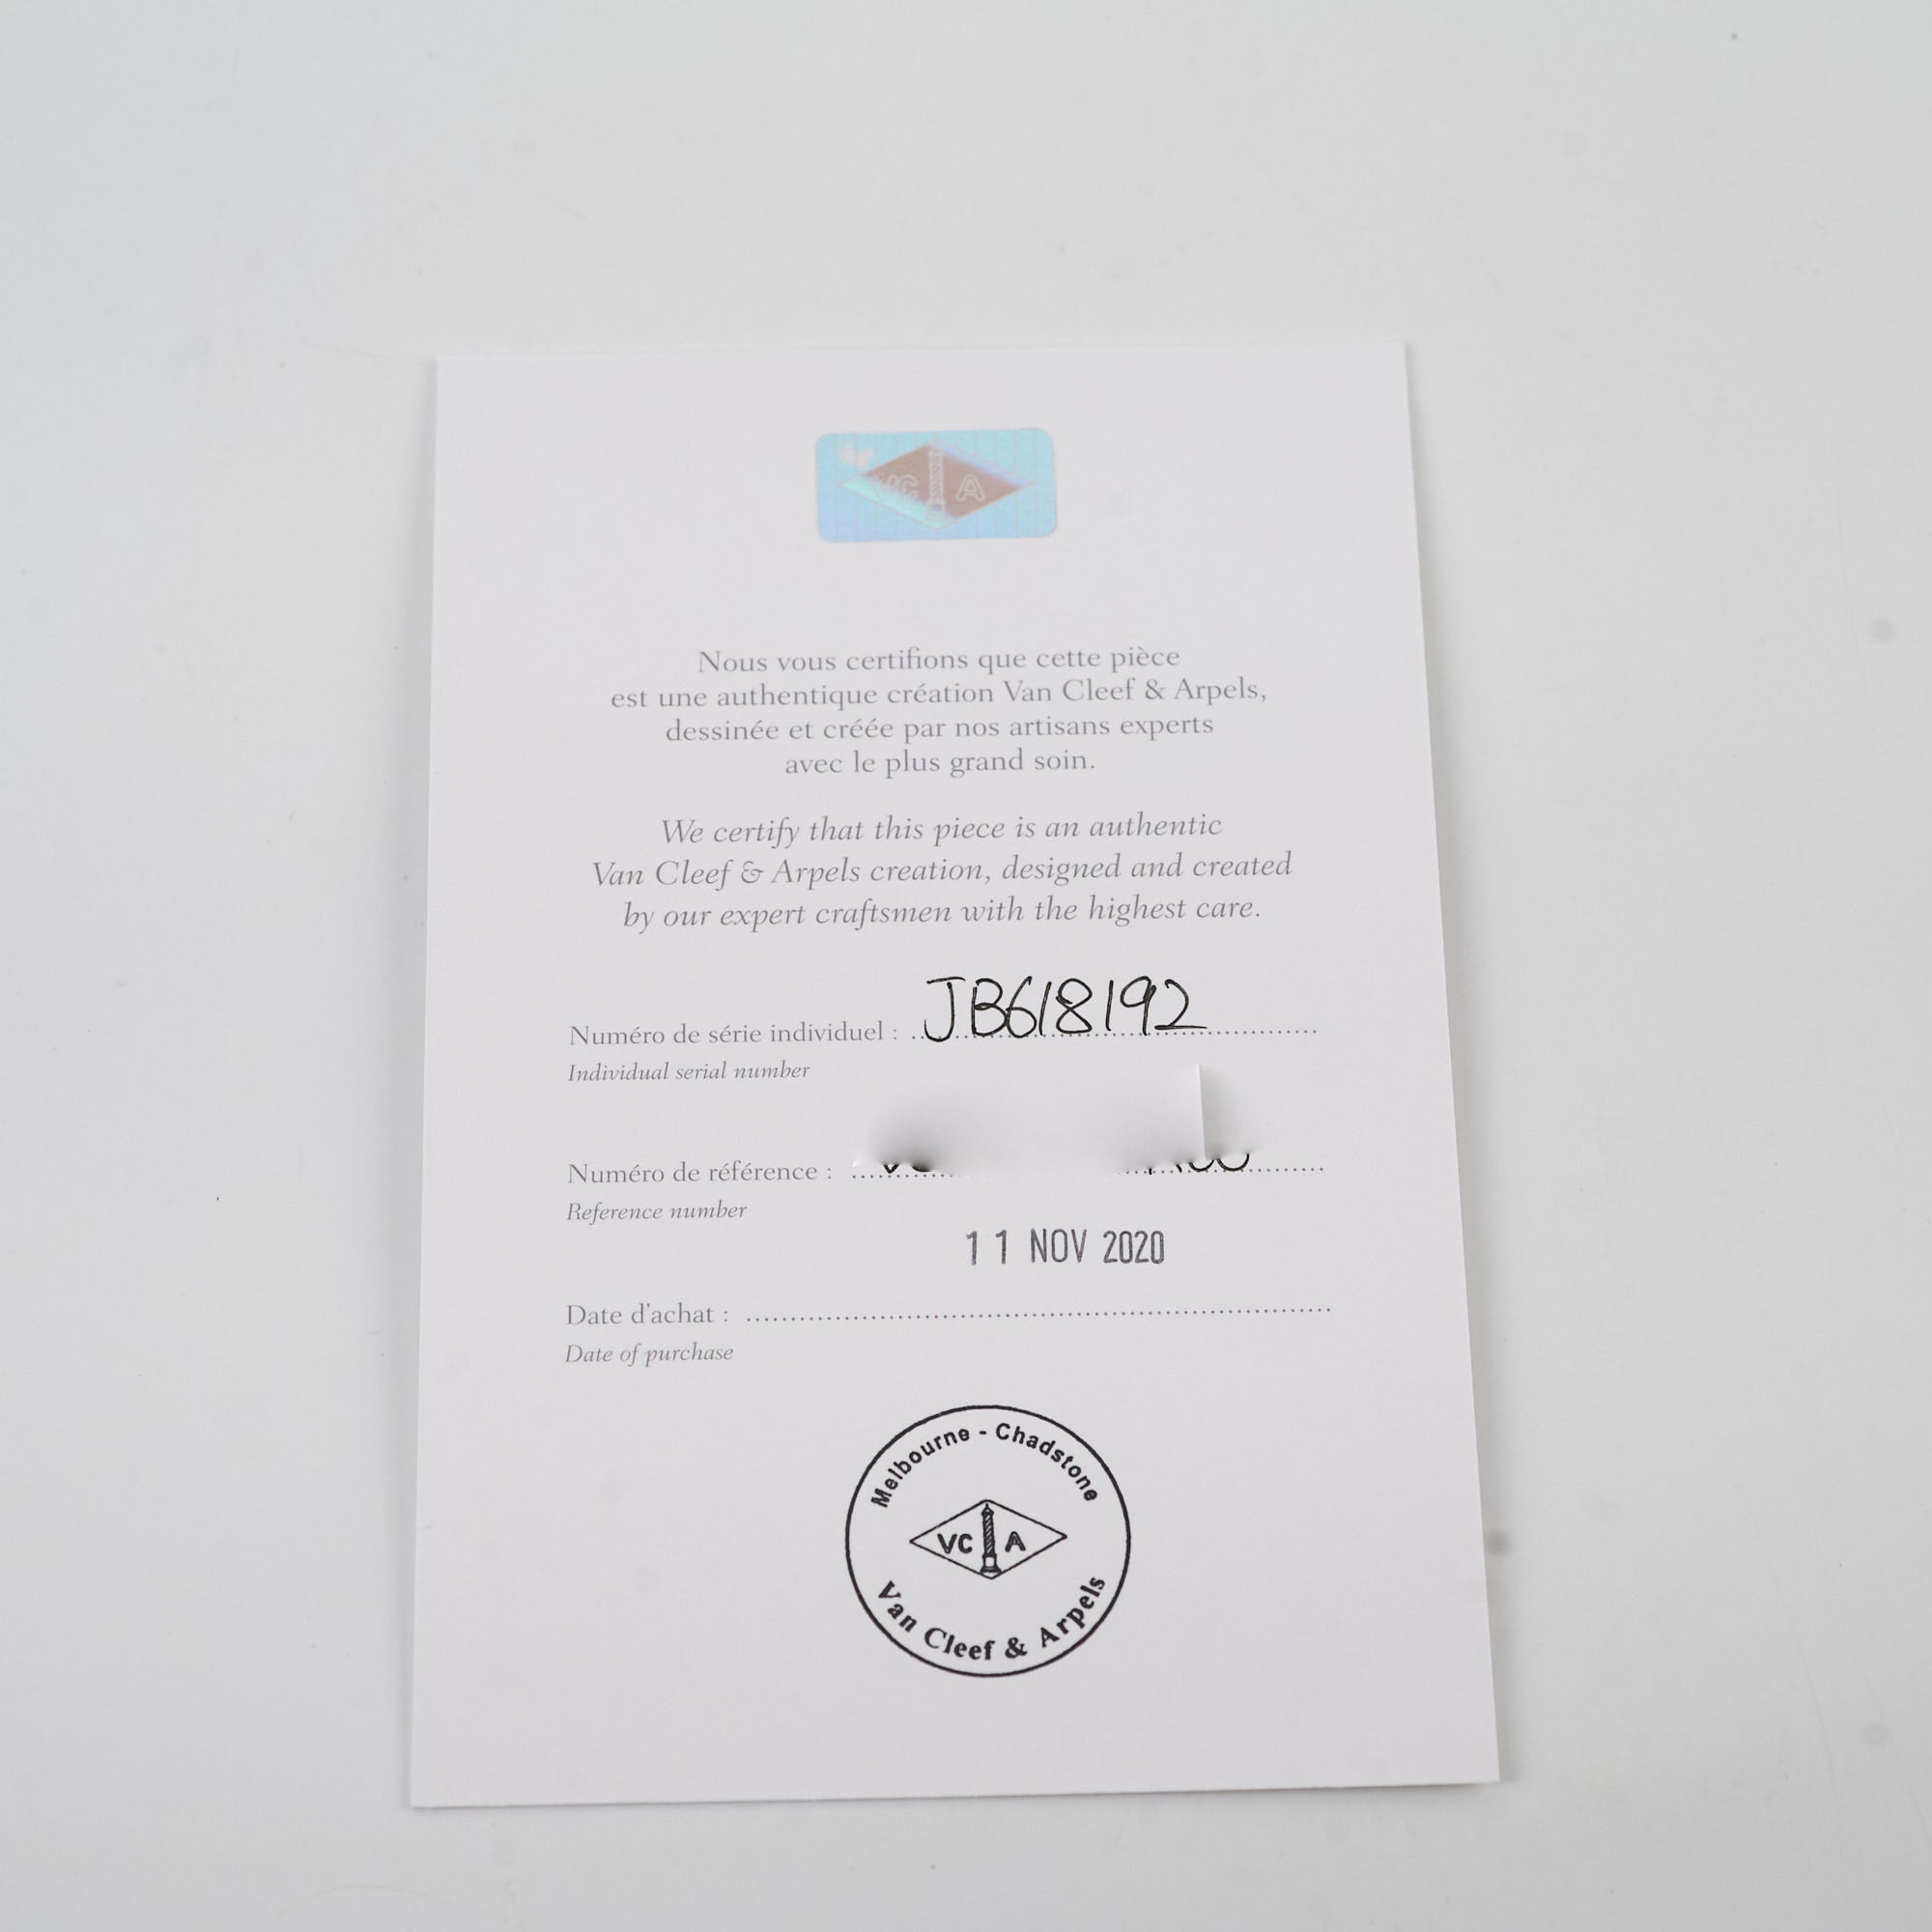 VC A
Nous vous certifions que cette pièce
est une authentique création Van Cleef & Arpels,
dessinée et créée par nos artisans experts
avec le plus grand soin.
We certify that this piece is an authentic
Van Cleef & Arpels creation, designed and created
by our expert craftsmen with the highest care.
Numéro de série individuel : JB618192
Individual serial number
Numéro de référence :
Reference number
11 NOV 2020
Date d'achat :
Date of purchase
Melbourne - Chadstone
VC A
Van Cleef & Arpels